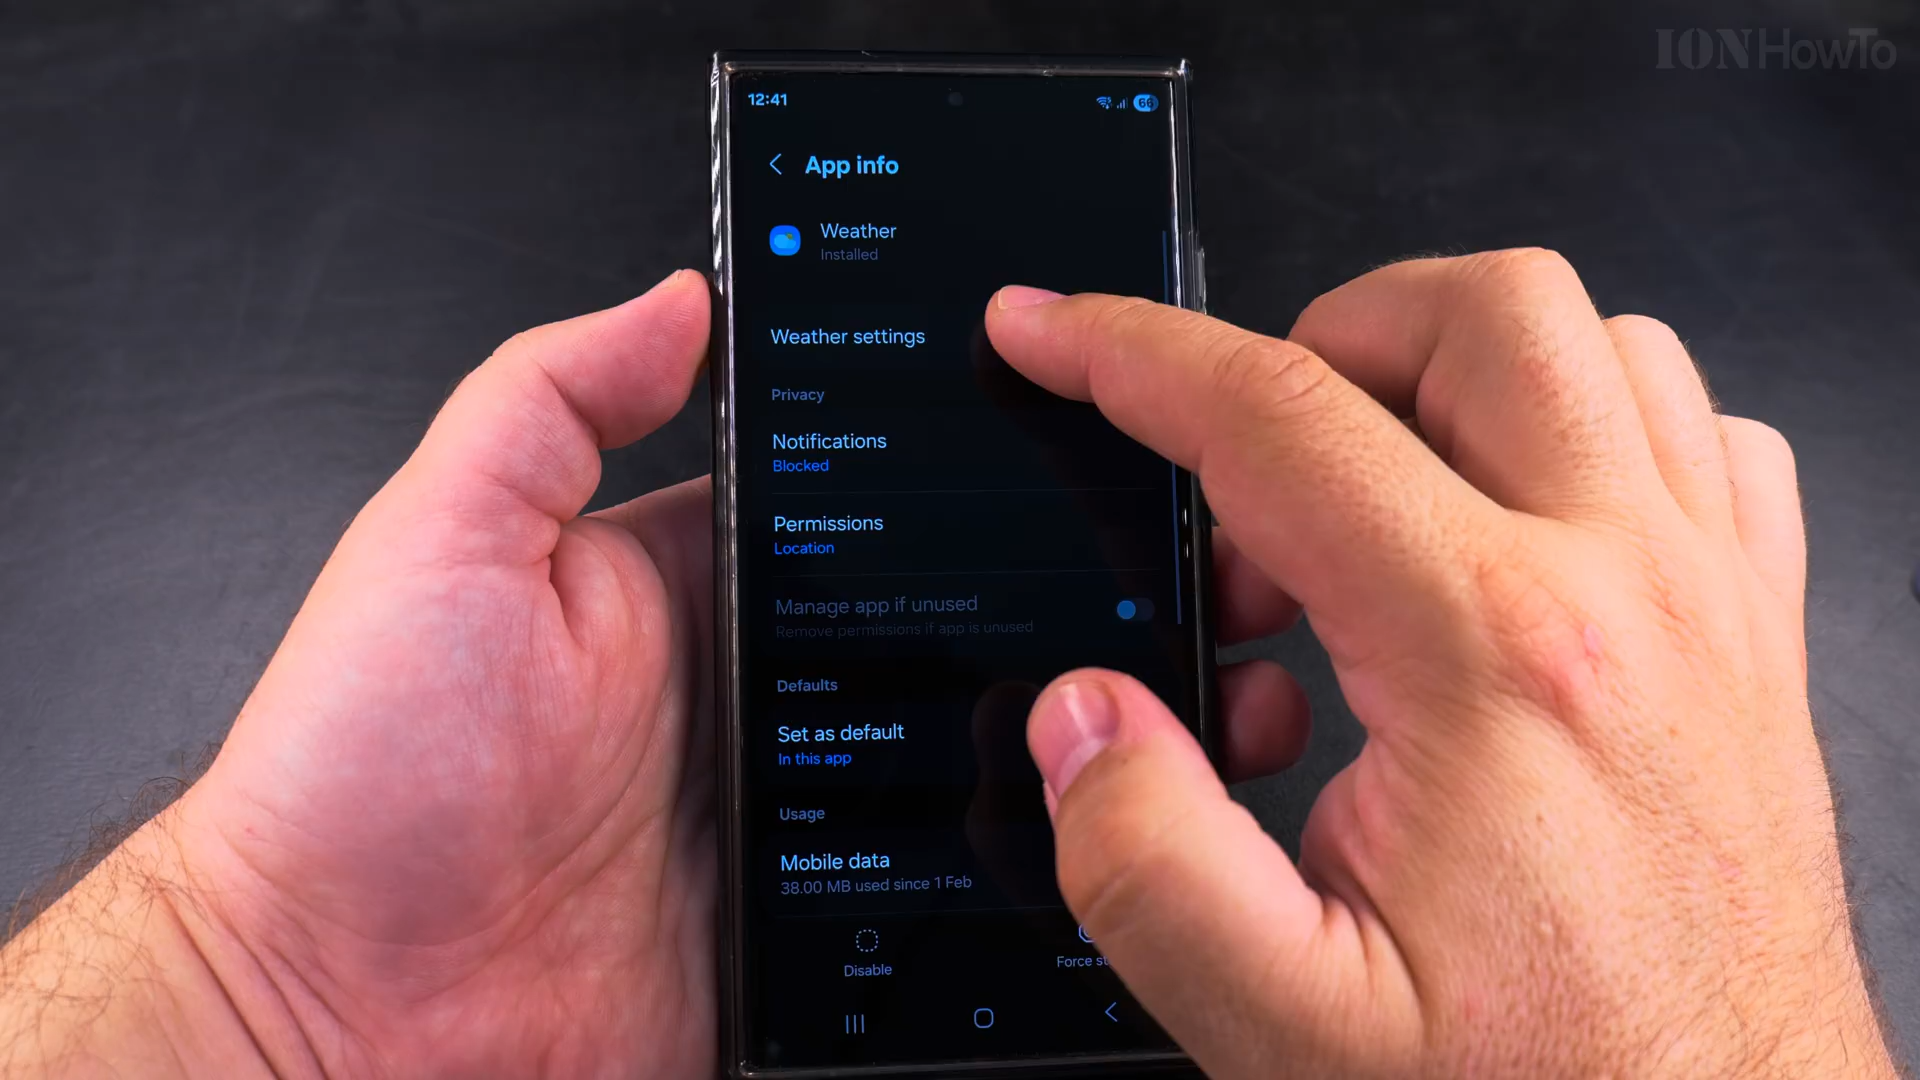 IONHowTo
12:41
66
App info
Weather
Installed
Weather settings
Privacy
Notifications
Blocked
Permissions
Location
Manage app if unused
Remove permissions if app is unused
Defaults
Set as default
In this app
Usage
Mobile data
38.00 MB used since 1 Feb
Disable
Force